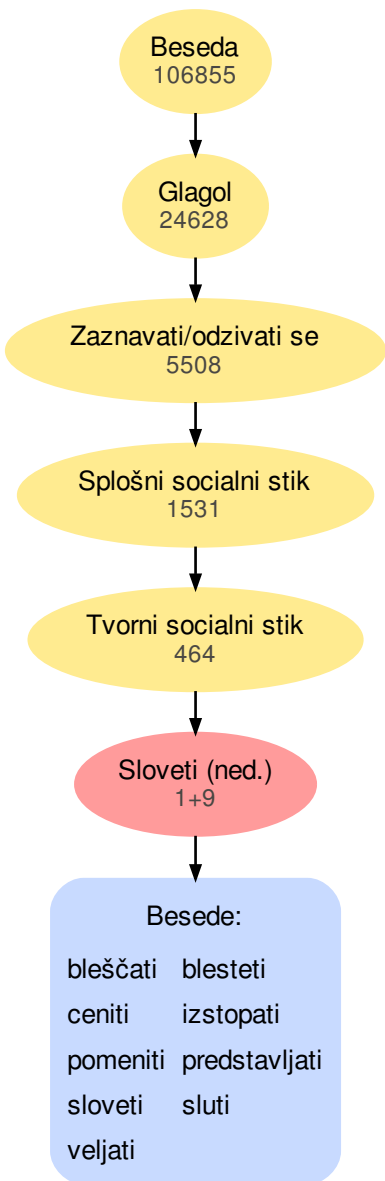 Beseda
106855
Glagol
24628
Zaznavati/odzivati se
5508
Splošni socialni stik
1531
Tvorni socialni stik
464
Sloveti (ned.)
1+9
Besede:
bleščati blesteti
ceniti izstopati
pomeniti predstavljati
sloveti sluti
veljati